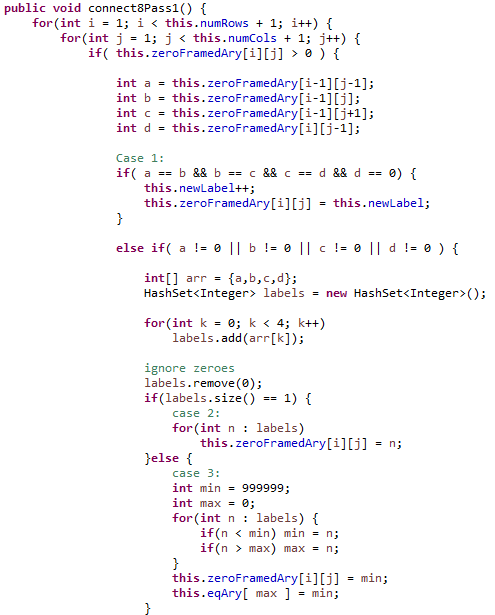 public void connect8Pass1() {
    for(int i = 1; i < this.numRows + 1; i++) {
        for(int j = 1; j < this.numCols + 1; j++) {
            if( this.zeroFramedAry[i][j] > 0 ) {

                int a = this.zeroFramedAry[i-1][j-1];
                int b = this.zeroFramedAry[i-1][j];
                int c = this.zeroFramedAry[i-1][j+1];
                int d = this.zeroFramedAry[i][j-1];

                Case 1:
                if( a == b && b == c && c == d && d == 0) {
                    this.newLabel++;
                    this.zeroFramedAry[i][j] = this.newLabel;
                }

                else if( a != 0 || b != 0 || c != 0 || d != 0 ) {

                    int[] arr = {a,b,c,d};
                    HashSet<Integer> labels = new HashSet<Integer>();

                    for(int k = 0; k < 4; k++)
                        labels.add(arr[k]);

                    ignore zeroes
                    labels.remove(0);
                    if(labels.size() == 1) {
                        case 2:
                        for(int n : labels)
                            this.zeroFramedAry[i][j] = n;
                    }else {
                        case 3:
                        int min = 999999;
                        int max = 0;
                        for(int n : labels) {
                            if(n < min) min = n;
                            if(n > max) max = n;
                        }
                        this.zeroFramedAry[i][j] = min;
                        this.eqAry[ max ] = min;
                    }